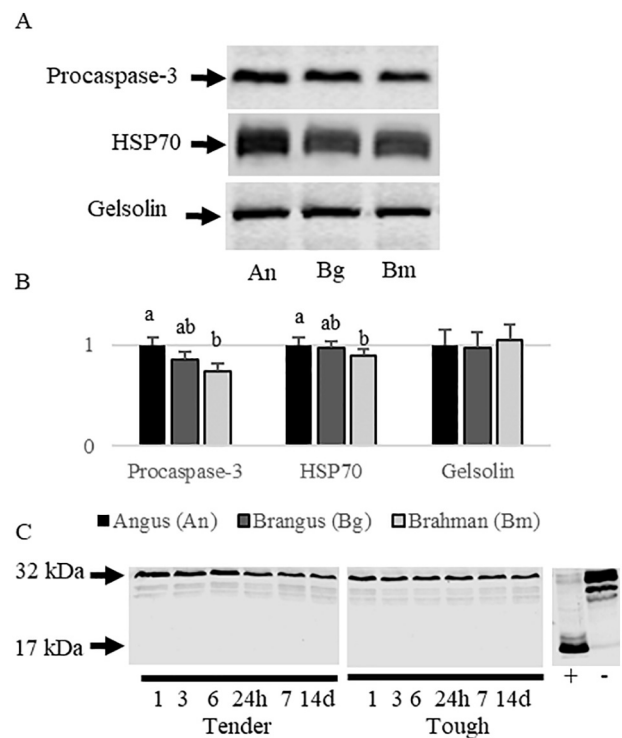 A
Procaspase-3
HSP70
Gelsolin
An Bg Bm
B
a ab b a ab b
1
0
Procaspase-3 HSP70 Gelsolin
Angus (An) Brangus (Bg) Brahman (Bm)
C
32 kDa
17 kDa
+ -
1 3 6 24h 7 14d 1 3 6 24h 7 14d
Tender Tough